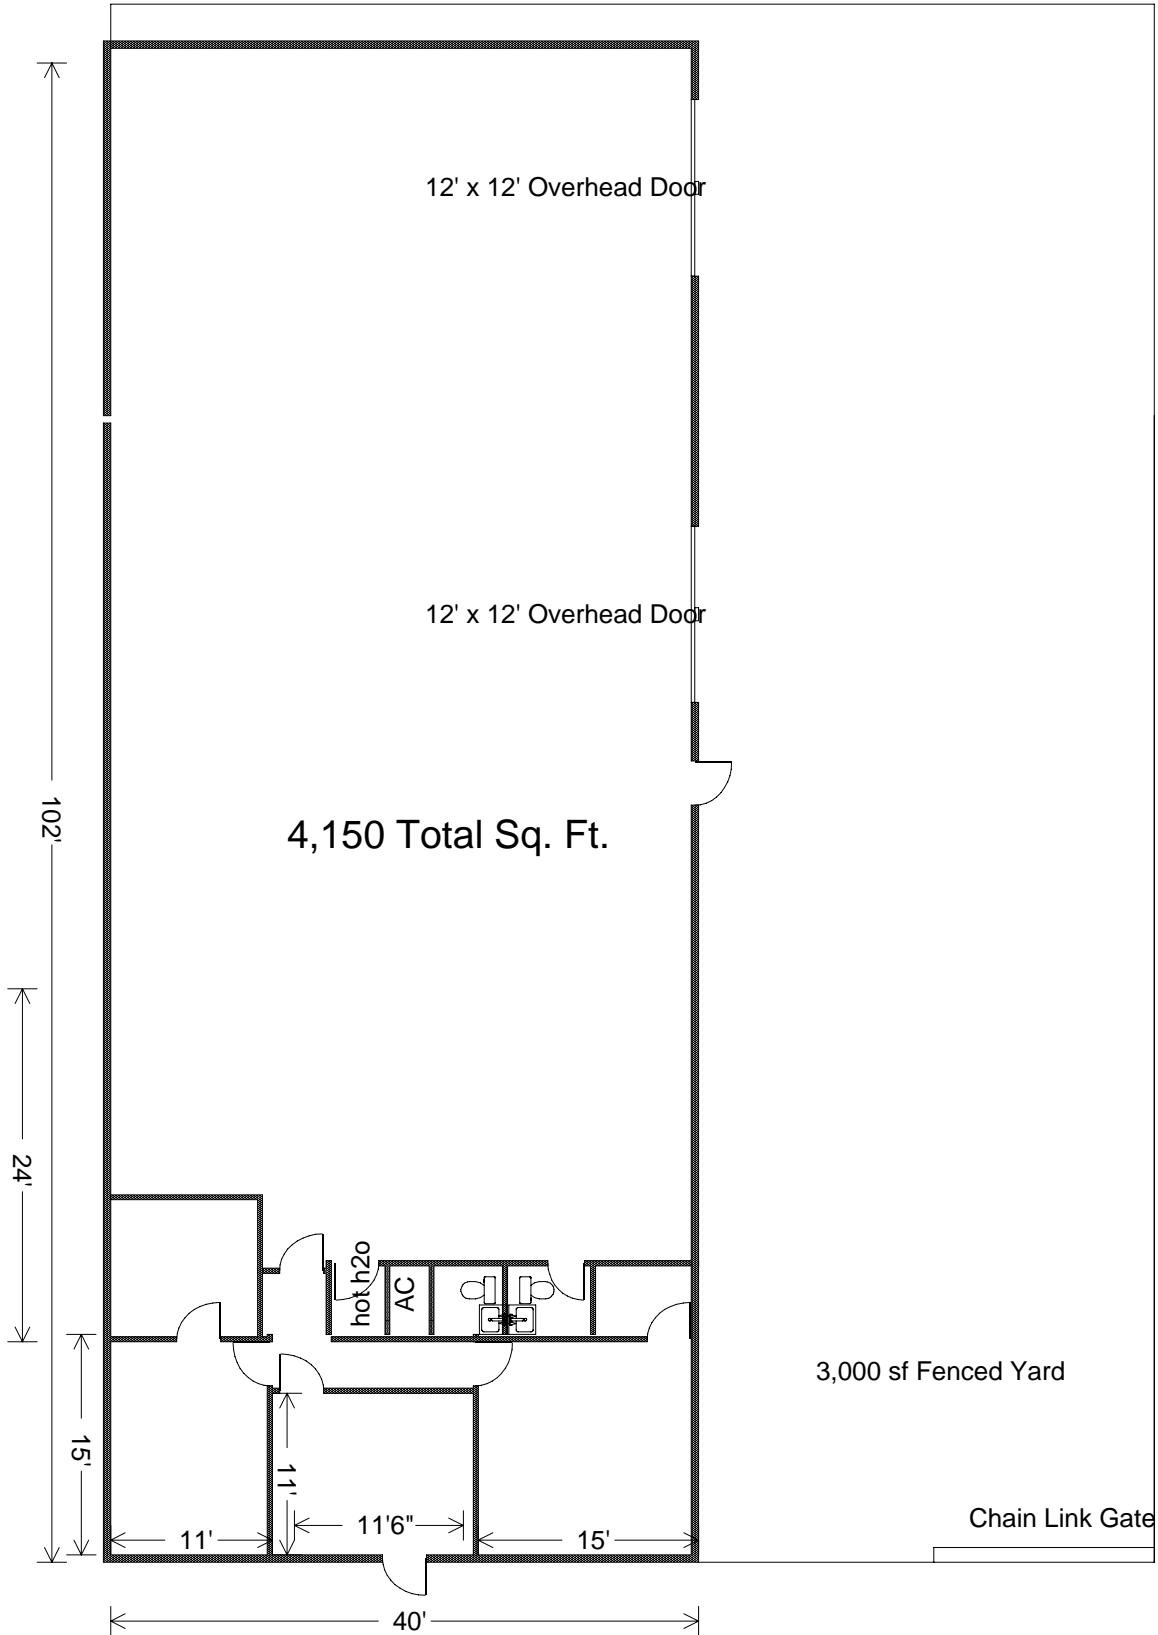 12' x 12' Overhead Door
12' x 12' Overhead Door
102'
4,150 Total Sq. Ft.
24'
hot h2o
AC
3,000 sf Fenced Yard
15'
11'
11'6"
11'
15'
Chain Link Gate
40'